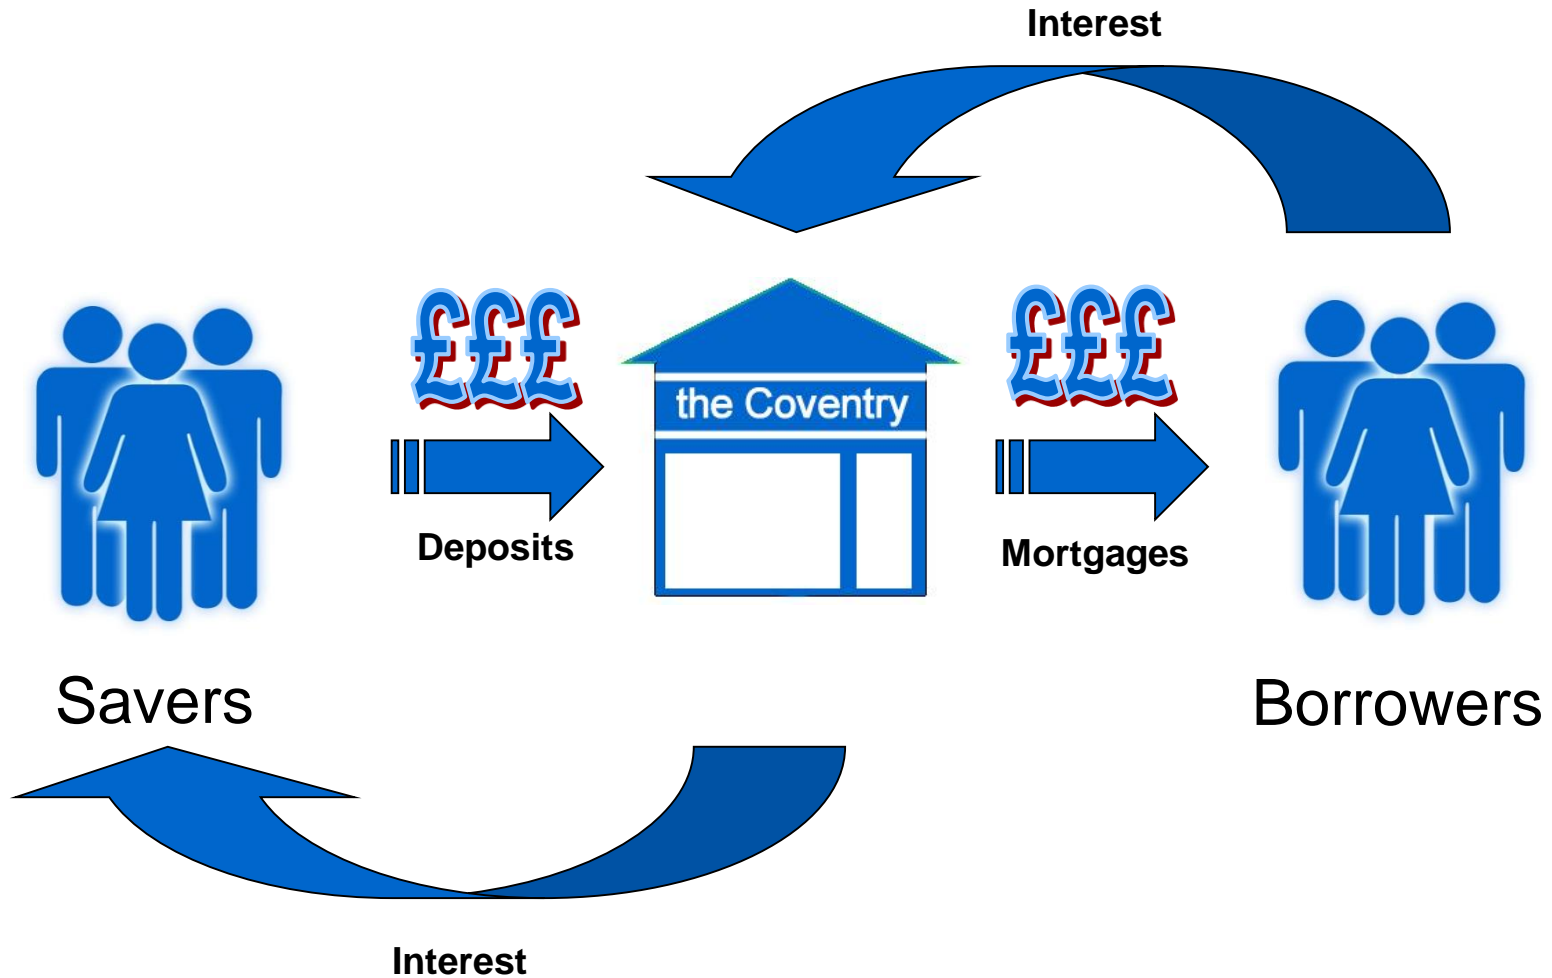 Interest
£££
£££
the Coventry
Deposits
Mortgages
Savers
Borrowers
Interest